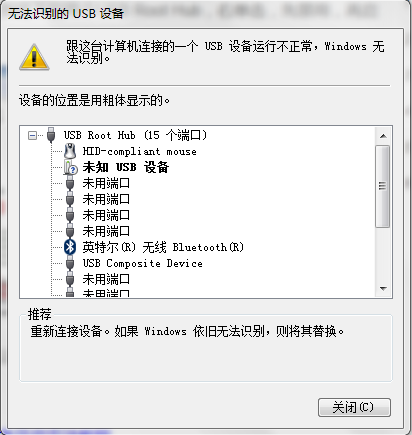 无法识别的 USB 设备
跟这台计算机连接的一个 USB 设备运行不正常，Windows 无
法识别。
设备的位置是用粗体显示的。
USB Root Hub (15 个端口)
HID-compliant mouse
未知 USB 设备
未用端口
未用端口
未用端口
未用端口
英特尔(R) 无线 Bluetooth(R)
USB Composite Device
未用端口
未用端口
推荐
重新连接设备。如果 Windows 依旧无法识别，则将其替换。
关闭(C)